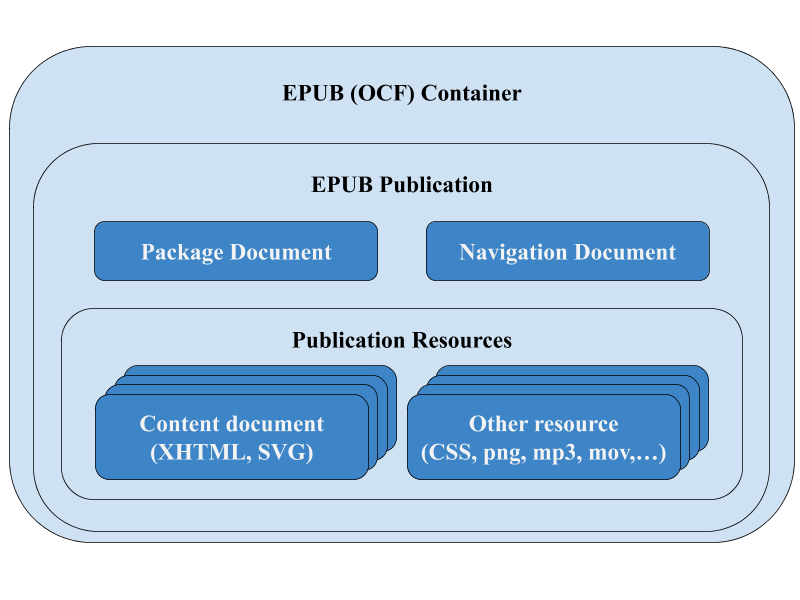 EPUB (OCF) Container
EPUB Publication
Package Document
Navigation Document
Publication Resources
Content document
(XHTML, SVG)
Other resource
(CSS, png, mp3, mov,…)